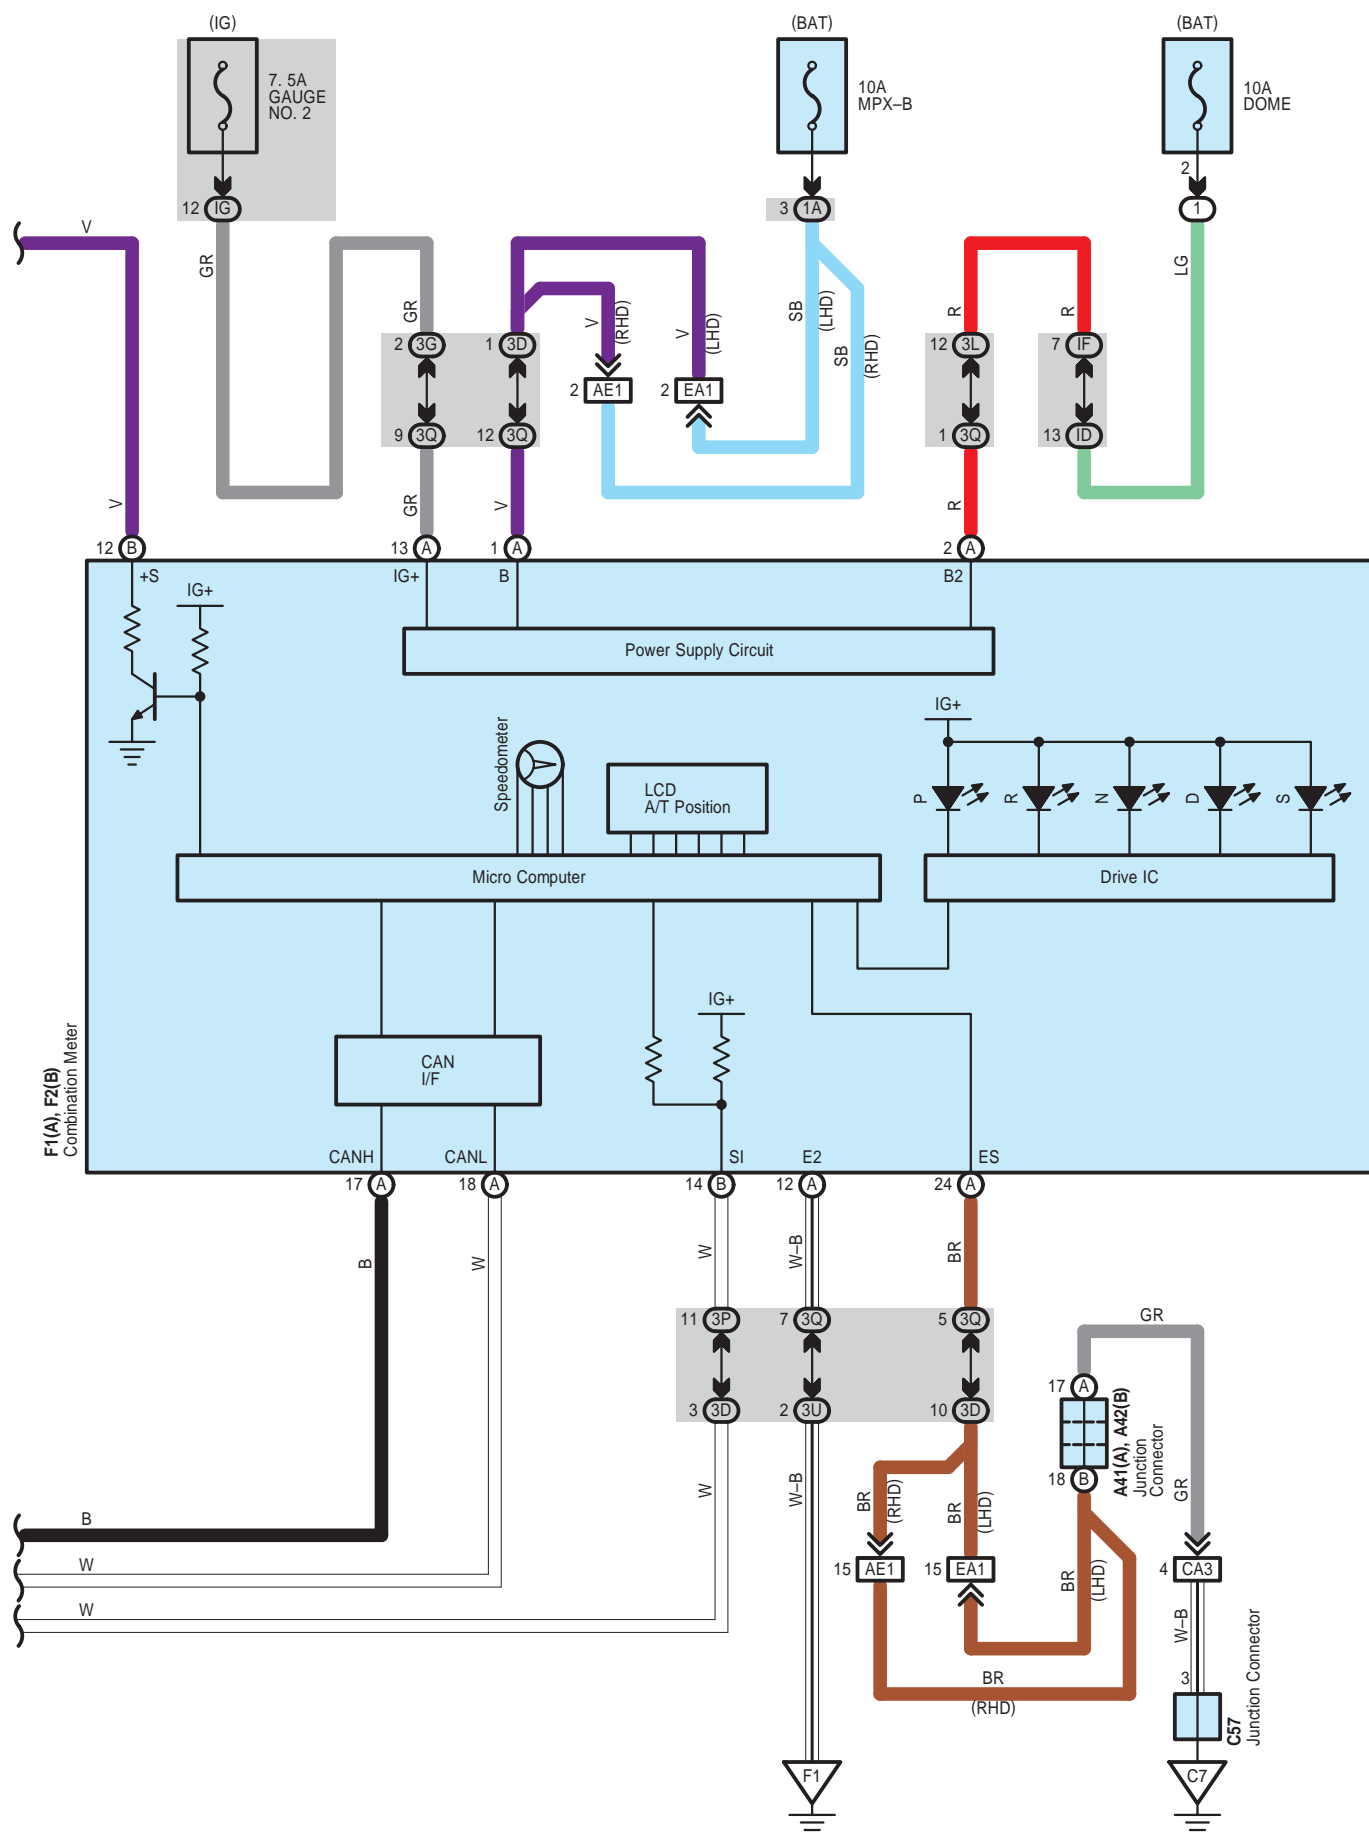 (IG)
(BAT)
(BAT)
7. 5A
GAUGE
NO. 2
10A
MPX–B
10A
DOME
2
12 IG
3 1A
1
V
GR
GR
V
(RHD)
V
(LHD)
SB
(LHD)
SB
(RHD)
R
R
LG
2 3G
1 3D
12 3L
7 IF
2 AE1
2 EA1
9 3Q
12 3Q
1 3Q
13 ID
V
GR
V
R
12 B
13 A
1 A
2 A
+S
IG+
B
B2
IG+
Power Supply Circuit
IG+
Speedometer
LCD
A/T Position
P
R
N
D
S
Micro Computer
Drive IC
IG+
CAN
I/F
F1(A), F2(B)
Combination Meter
CANH
CANL
SI
E2
ES
17 A
18 A
14 B
12 A
24 A
B
W
W
W–B
BR
11 3P
7 3Q
5 3Q
GR
17 A
3 3D
2 3U
10 3D
A41(A), A42(B)
Junction
Connector
18 B
W
W–B
BR
(RHD)
BR
(LHD)
GR
B
W
W
15 AE1
15 EA1
BR
(LHD)
4 CA3
W–B
BR
(RHD)
3
C57
Junction Connector
F1
C7